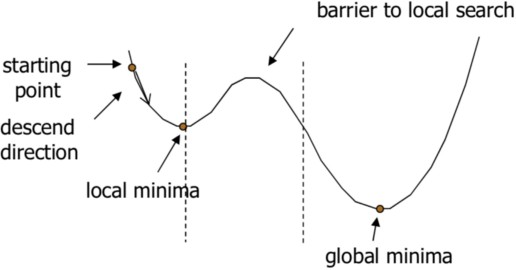 barrier to local search
starting
point
descend
direction
local minima
global minima